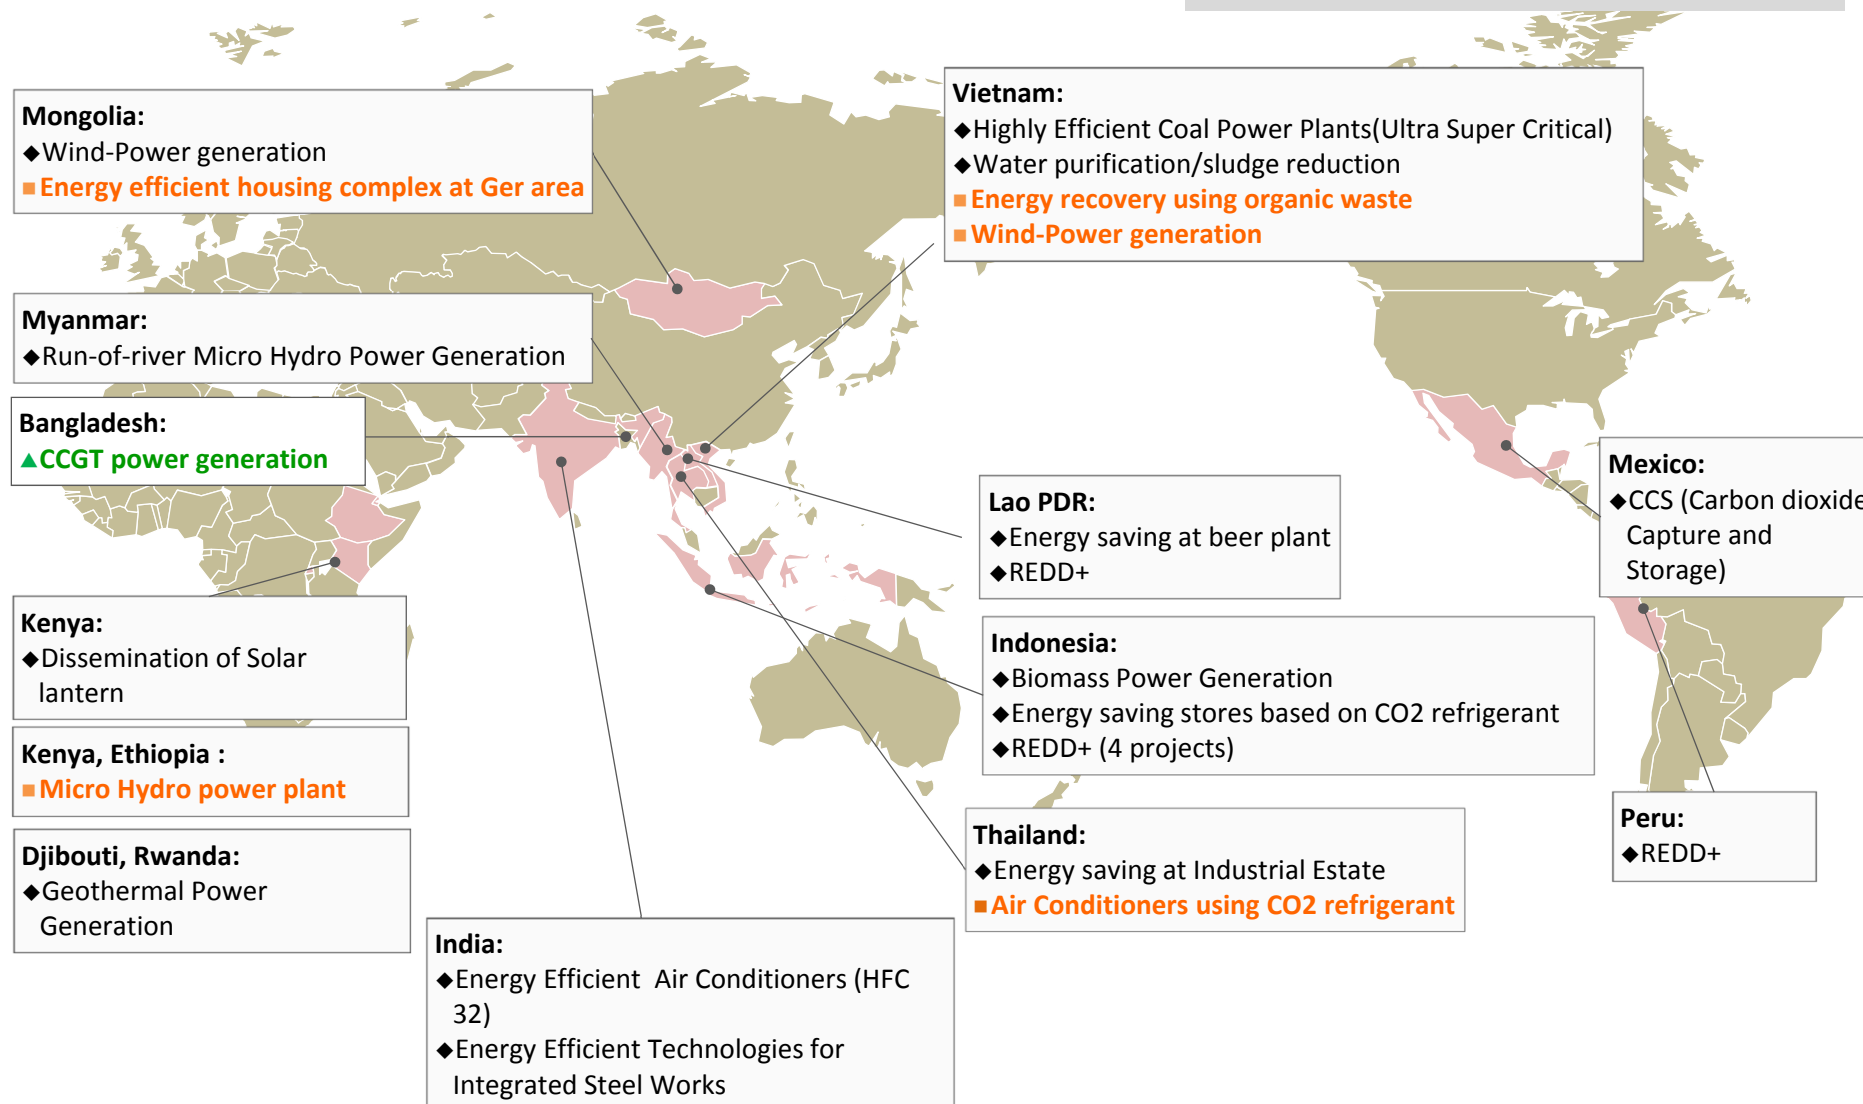 Mongolia:
◆Wind-Power generation
■Energy efficient housing complex at Ger area
Vietnam:
◆Highly Efficient Coal Power Plants(Ultra Super Critical)
◆Water purification/sludge reduction
■Energy recovery using organic waste
■Wind-Power generation
Myanmar:
◆Run-of-river Micro Hydro Power Generation
Bangladesh:
▲CCGT power generation
Mexico:
◆CCS (Carbon dioxide
Capture and
Storage)
Lao PDR:
◆Energy saving at beer plant
◆REDD+
Kenya:
◆Dissemination of Solar
lantern
Indonesia:
◆Biomass Power Generation
◆Energy saving stores based on CO2 refrigerant
◆REDD+ (4 projects)
Kenya, Ethiopia :
■Micro Hydro power plant
Peru:
◆REDD+
Thailand:
◆Energy saving at Industrial Estate
■Air Conditioners using CO2 refrigerant
Djibouti, Rwanda:
◆Geothermal Power
Generation
India:
◆Energy Efficient  Air Conditioners (HFC
32)
◆Energy Efficient Technologies for
Integrated Steel Works